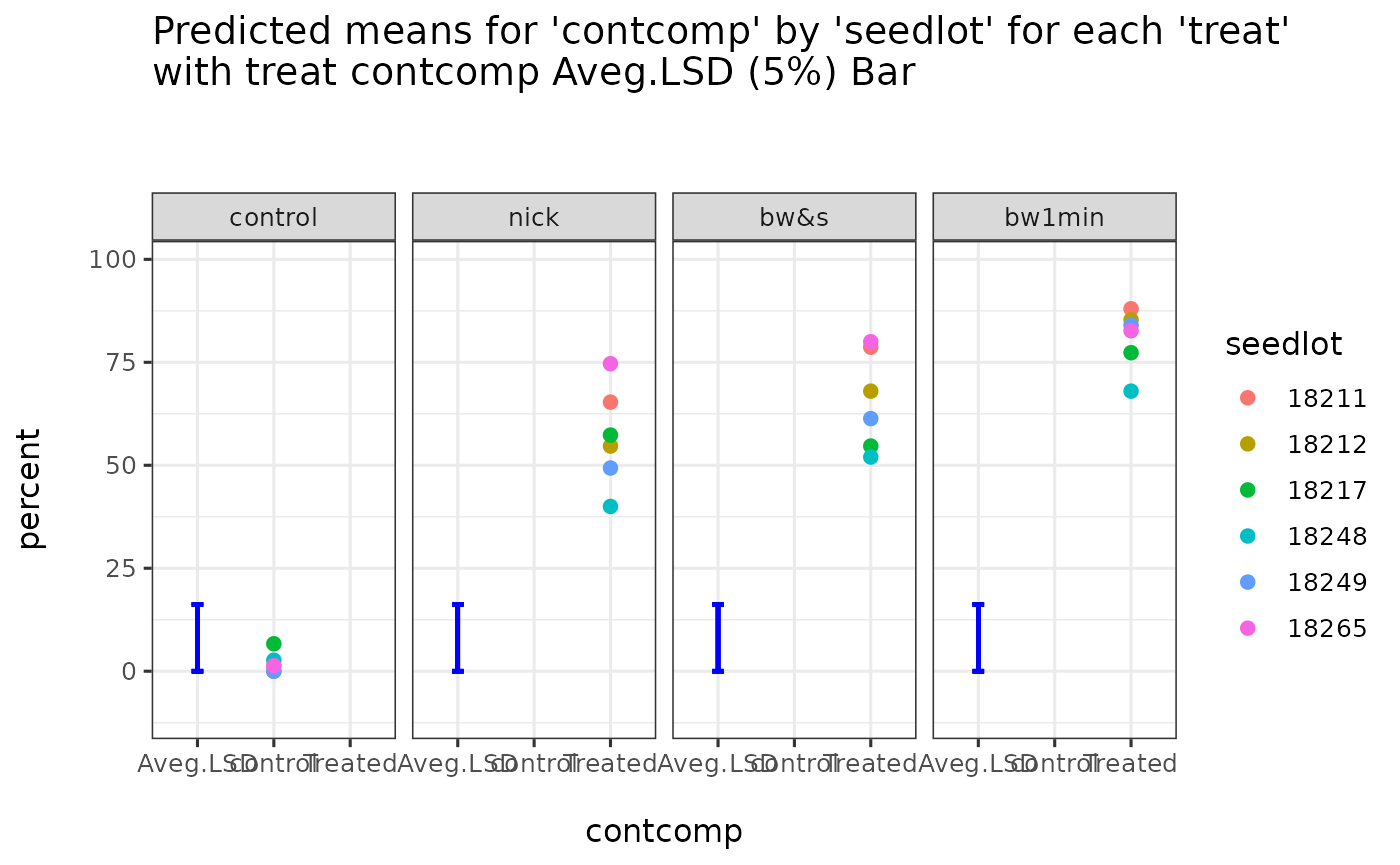 Predicted means for 'contcomp' by 'seedlot' for each 'treat'
with treat contcomp Aveg.LSD (5%) Bar
control nick bw&s bw1min
100
75
50
25
0
percent
Aveg.LSD control Treated Aveg.LSD control Treated Aveg.LSD control Treated Aveg.LSD control Treated
contcomp
seedlot
18211
18212
18217
18248
18249
18265